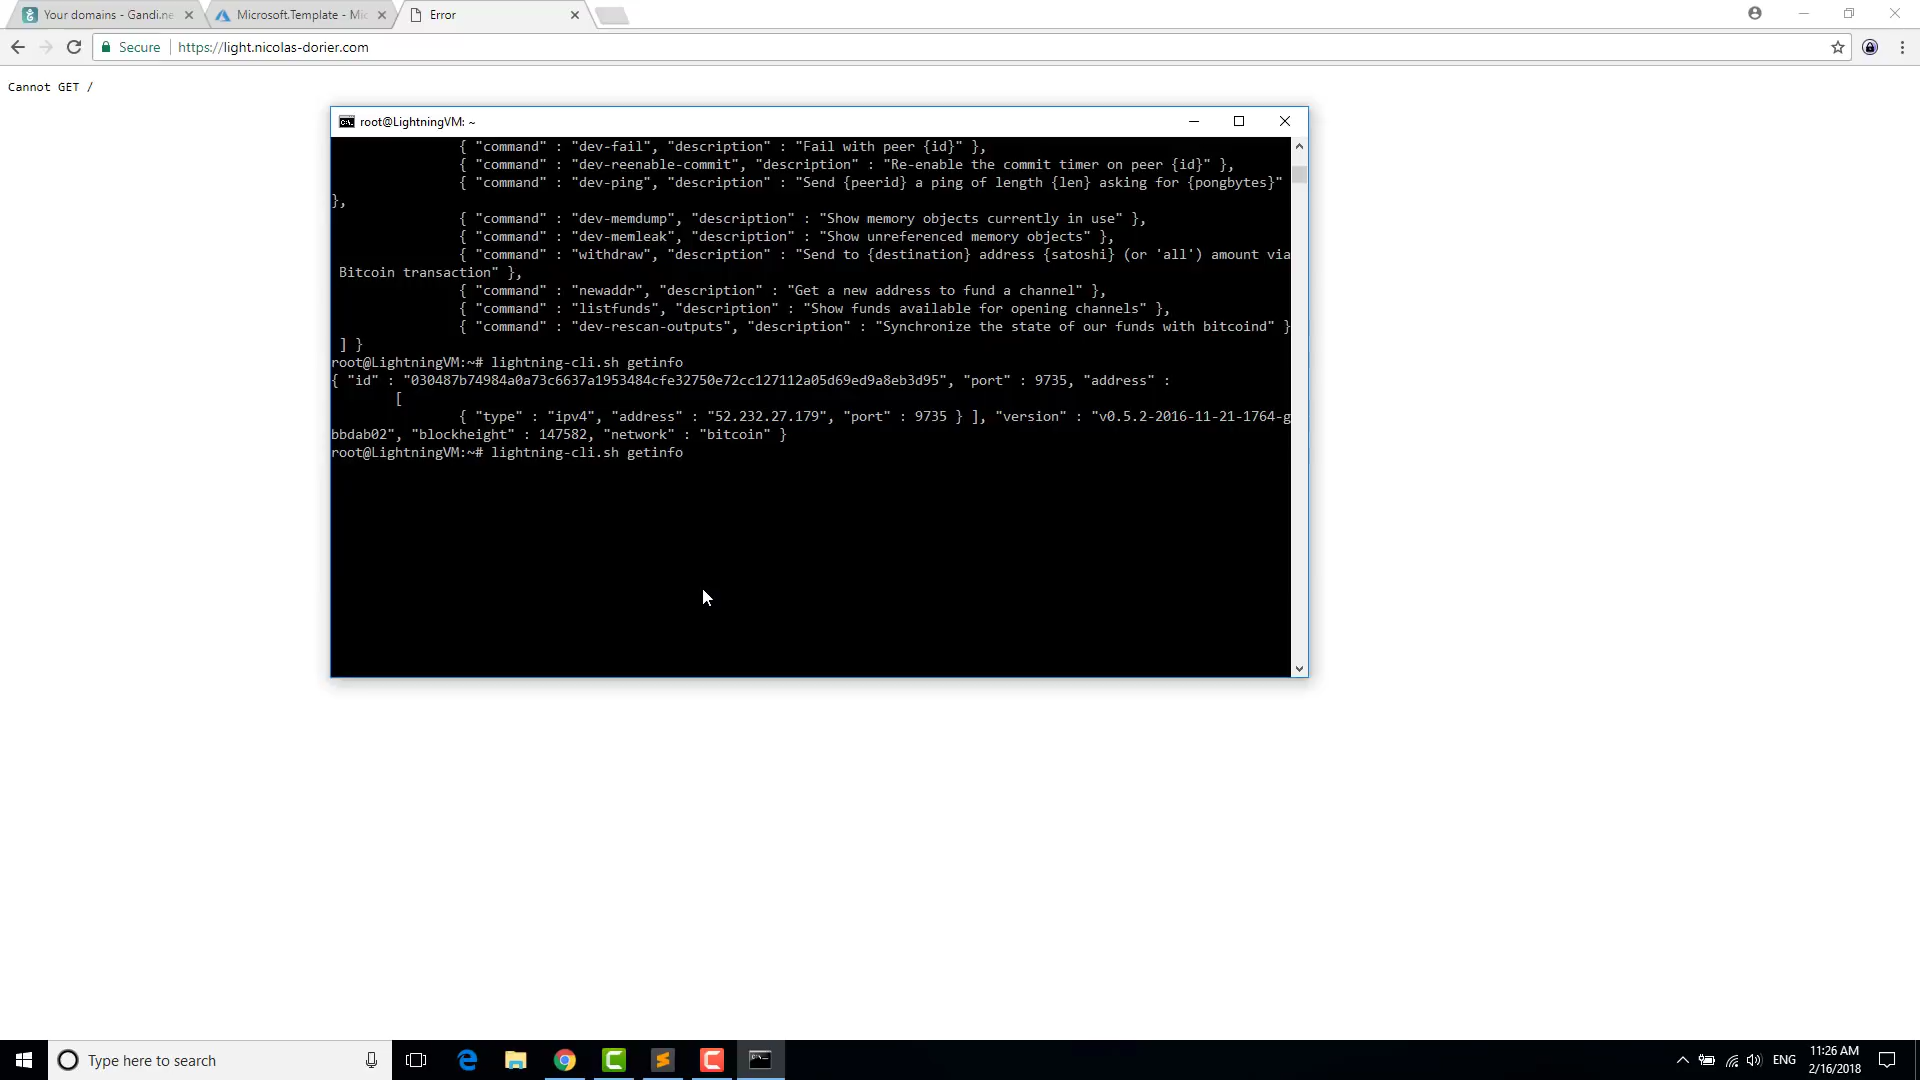 Your domains - Gandi.ne
Microsoft.Template - Mic
Error
Secure
https://light.nicolas-dorier.com
Cannot GET /
root@LightningVM: ~
{ "command" : "dev-fail", "description" : "Fail with peer {id}" },
{ "command" : "dev-reenable-commit", "description" : "Re-enable the commit timer on peer {id}" },
{ "command" : "dev-ping", "description" : "Send {peerid} a ping of length {len} asking for {pongbytes}"
},
{ "command" : "dev-memdump", "description" : "Show memory objects currently in use" },
{ "command" : "dev-memleak", "description" : "Show unreferenced memory objects" },
{ "command" : "withdraw", "description" : "Send to {destination} address {satoshi} (or 'all') amount via
Bitcoin transaction" },
{ "command" : "newaddr", "description" : "Get a new address to fund a channel" },
{ "command" : "listfunds", "description" : "Show funds available for opening channels" },
{ "command" : "dev-rescan-outputs", "description" : "Synchronize the state of our funds with bitcoind" }
] }
root@LightningVM:~# lightning-cli.sh getinfo
{ "id" : "030487b74984a0a73c6637a1953484cfe32750e72cc127112a05d69ed9a8eb3d95", "port" : 9735, "address" :
[
{ "type" : "ipv4", "address" : "52.232.27.179", "port" : 9735 } ], "version" : "v0.5.2-2016-11-21-1764-g
bbdab02", "blockheight" : 147582, "network" : "bitcoin" }
root@LightningVM:~# lightning-cli.sh getinfo
Type here to search
ENG
11:26 AM
2/16/2018